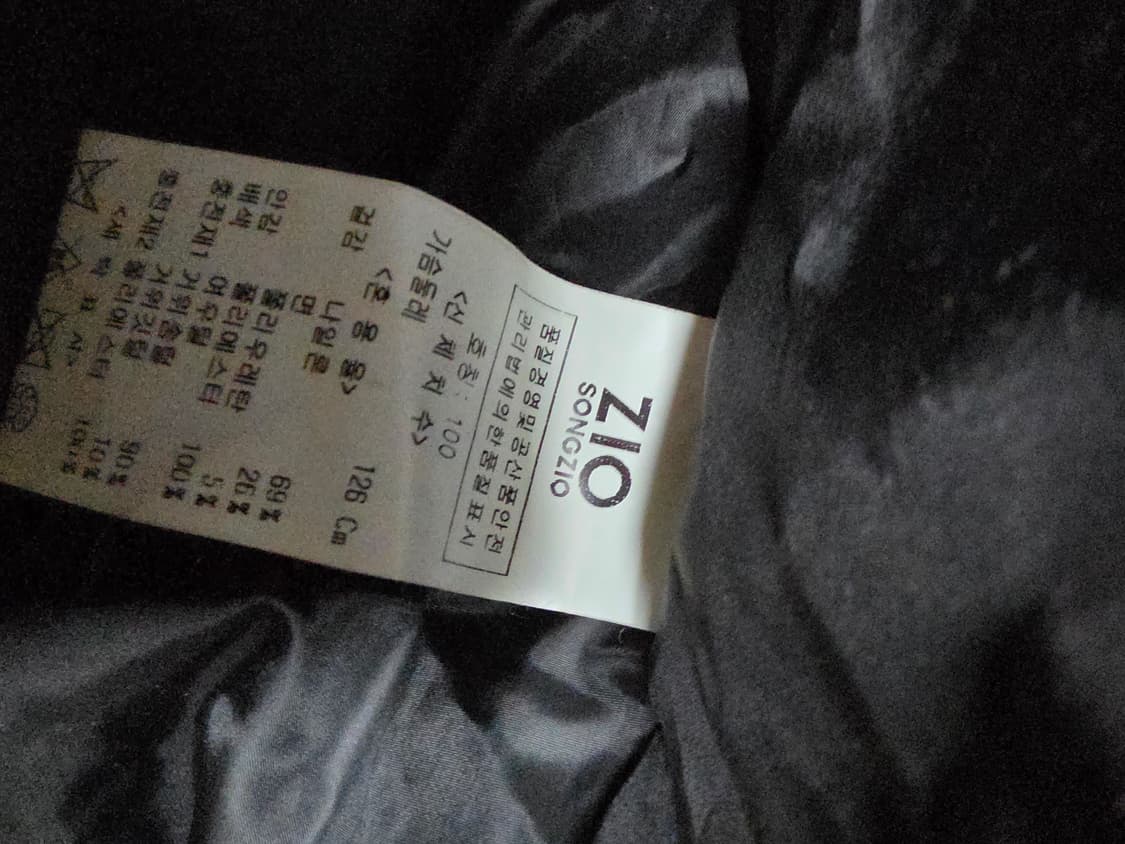 ZIO
SONGZIO
품질경영및공산품안전
관리법에의한품질표시
호칭: 100
<신 체 치 수>
가슴둘레 126 Cm
<혼 용 율>
겉감 나일론 69%
면 26%
폴리우레탄 5%
안감 폴리에스터 100%
배색 여우털
충전재1 거위솜털 90%
거위깃털 10%
충전재2 폴리에스터 100%